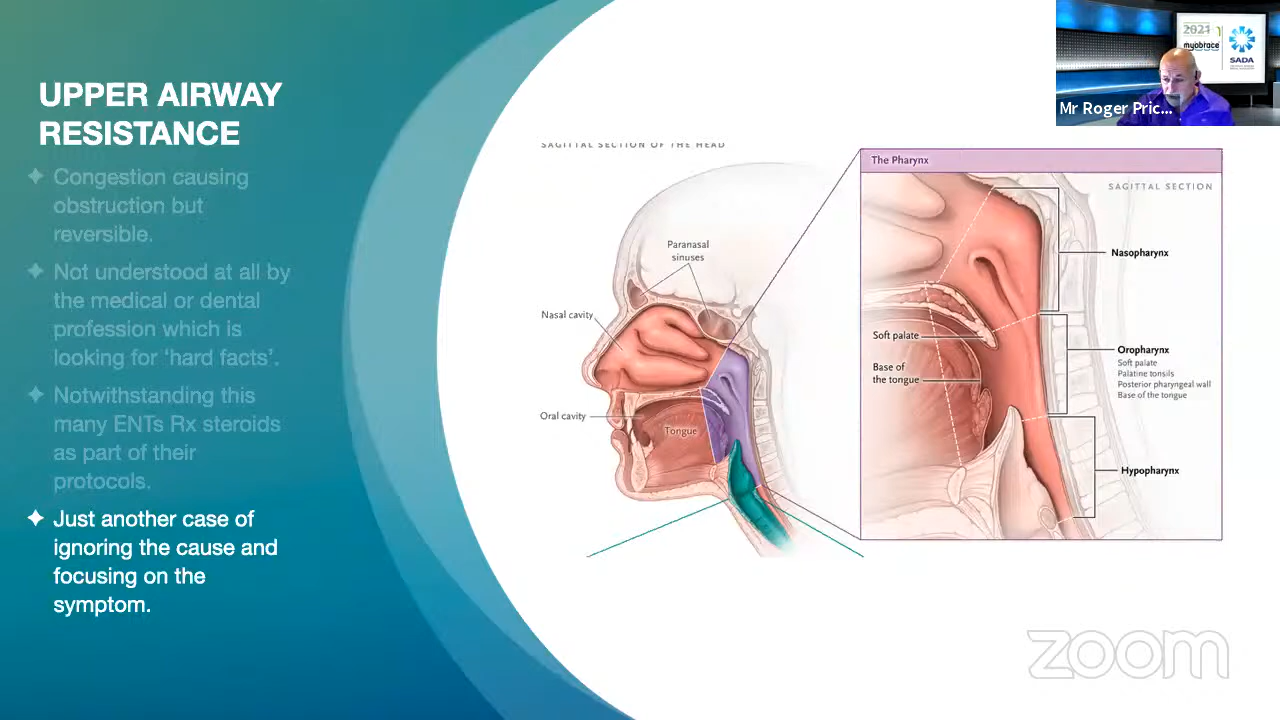 UPPER AIRWAY
RESISTANCE
Congestion causing
obstruction but
reversible.
Not understood at all by
the medical or dental
profession which is
looking for ‘hard facts’.
Notwithstanding this
many ENTs Rx steroids
as part of their
protocols.
Just another case of
ignoring the cause and
focusing on the
symptom.
SAGITTAL SECTION OF THE HEAD
Paranasal
sinuses
Nasal cavity
Oral cavity
Tongue
The Pharynx
SAGITTAL SECTION
Nasopharynx
Soft palate
Base of
the tongue
Oropharynx
Soft palate
Palatine tonsils
Posterior pharyngeal wall
Base of the tongue
Hypopharynx
2021
myobrace
SADA
Mr Roger Pric...
zoom